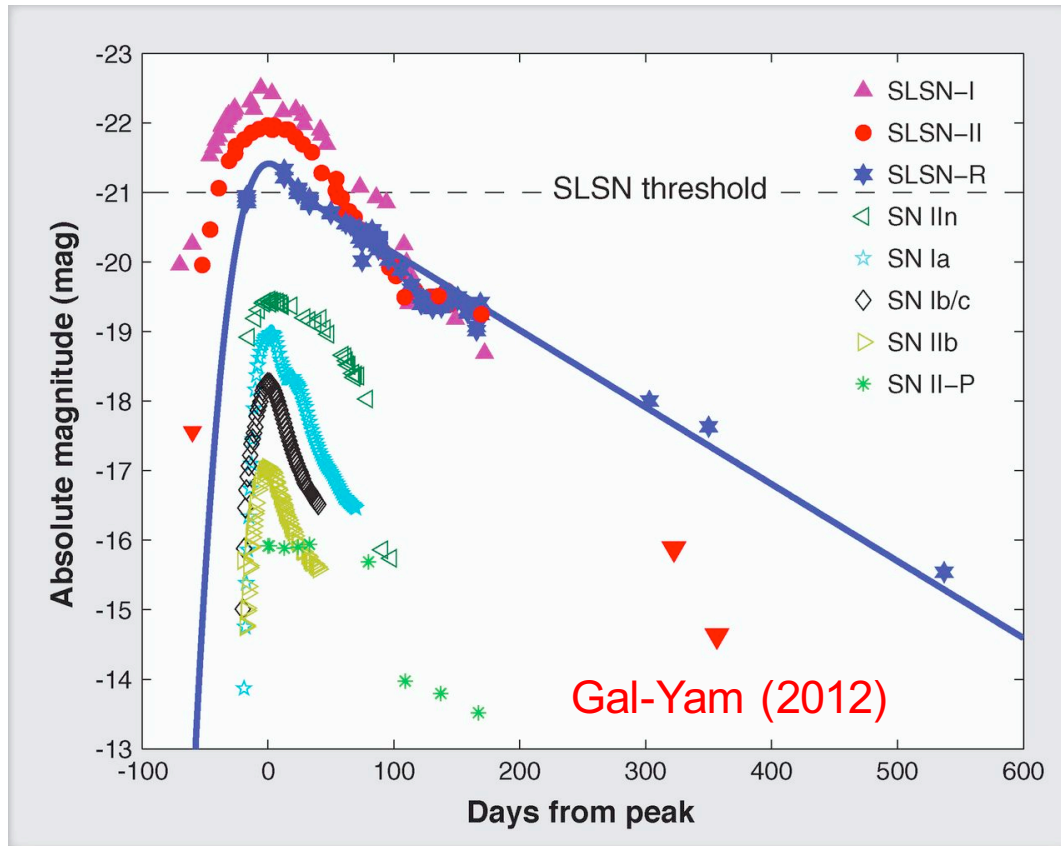 -23
-22
-21
-20
-19
-18
-17
-16
-15
-14
-13
Absolute magnitude (mag)
SLSN-I
SLSN-II
SLSN-R
SN IIn
SN Ia
SN Ib/c
SN IIb
SN II-P
SLSN threshold
Gal-Yam (2012)
-100 0 100 200 300 400 500 600
Days from peak